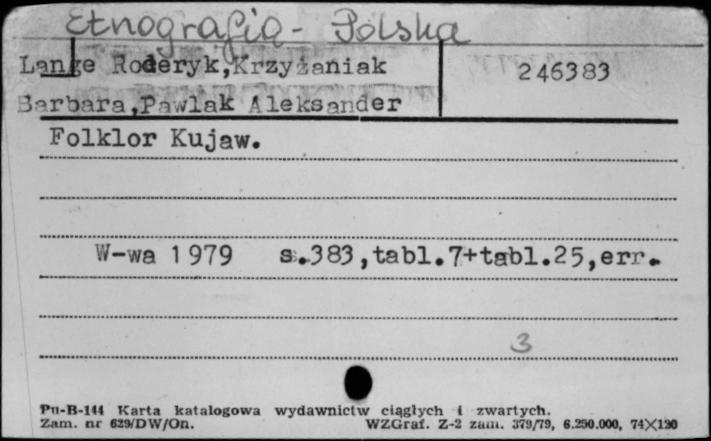 Etnografia - Polska
Lange Roderyk,Krzyżaniak 246383
Barbara,Pawlak Aleksander
Folklor Kujaw.
W-wa 1979 s.383,tabl.7+tabl.25,err.
3
Pu-B-144 Karta katalogowa wydawnictw ciągłych i zwartych.
Zam. nr 629/DW/On. WZGraf. Z-2 zam. 379/79, 6.250.000, 74×120